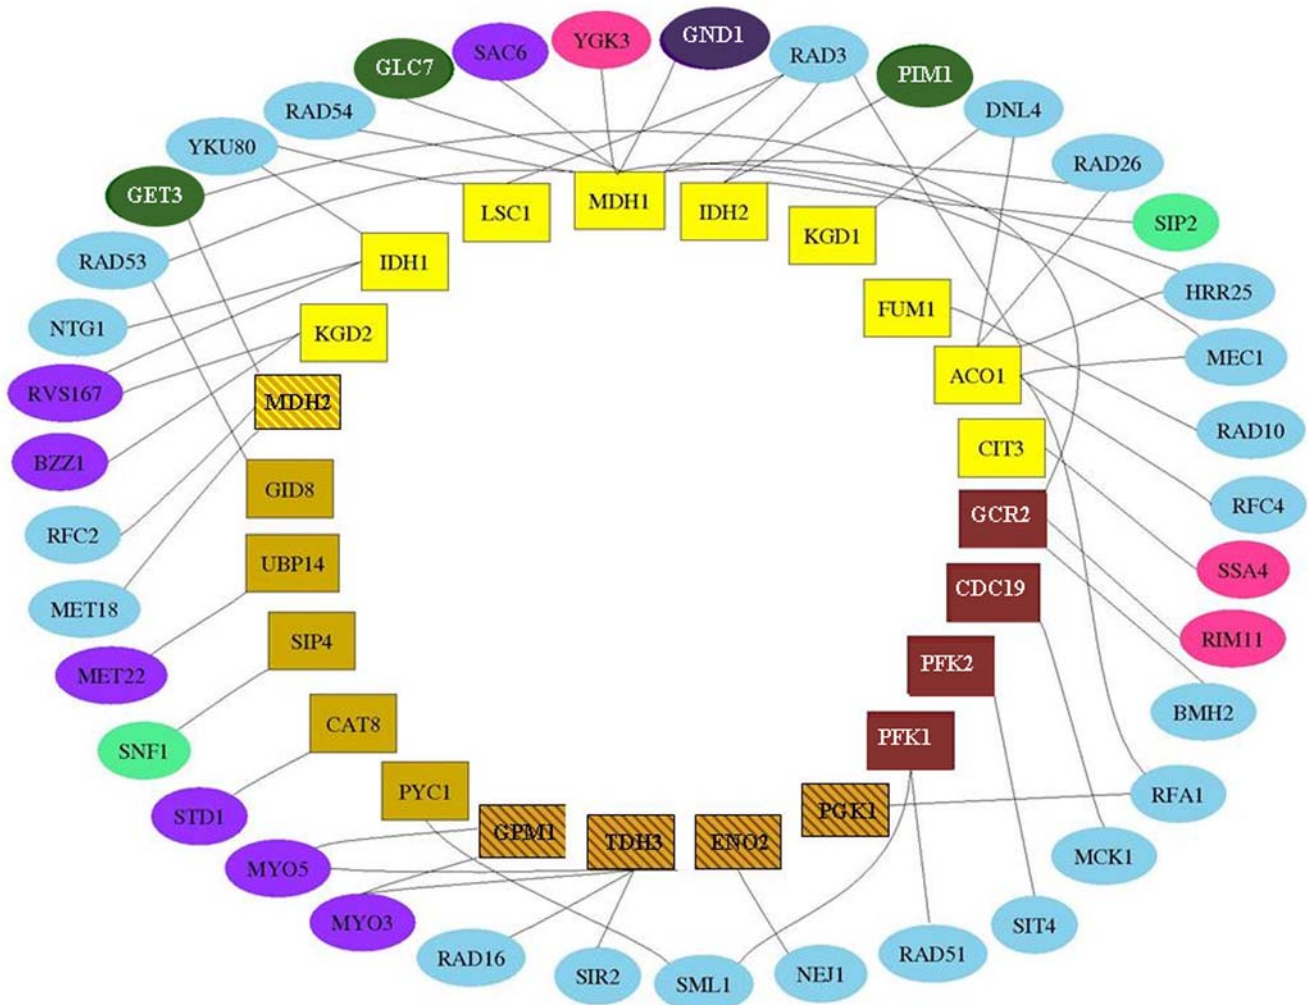 GND1
SAC6
YGK3
RAD3
GLC7
PIM1
RAD54
DNL4
YKU80
RAD26
GET3
LSC1
MDH1
IDH2
KGD1
SIP2
RAD53
IDH1
HRR25
NTG1
KGD2
FUM1
MEC1
RVS167
MDH2
ACO1
RAD10
BZZ1
CIT3
GID8
RFC4
RFC2
GCR2
UBP14
SSA4
MET18
CDC19
SIP4
RIM11
MET22
PFK2
BMH2
SNF1
CAT8
PFK1
STD1
PYC1
RFA1
PGK1
GPM1
TDH3
ENO2
MYO5
MCK1
MYO3
SIT4
RAD16
RAD51
SIR2
SML1
NEJ1